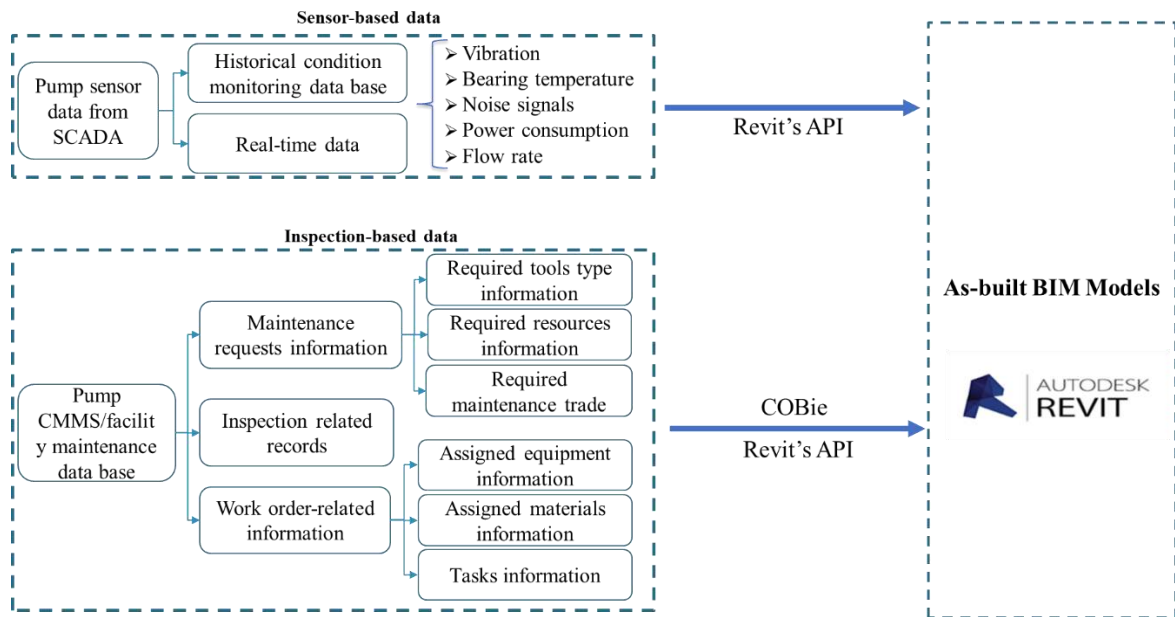 Sensor-based data
Pump sensor
data from
SCADA
Historical condition
monitoring data base
Real-time data
➢ Vibration
➢ Bearing temperature
➢ Noise signals
➢ Power consumption
➢ Flow rate
Revit’s API
Inspection-based data
Pump
CMMS/facilit
y maintenance
data base
Maintenance
requests information
Inspection related
records
Work order-related
information
Required tools type
information
Required resources
information
Required
maintenance trade
Assigned equipment
information
Assigned materials
information
Tasks information
COBie
Revit’s API
As-built BIM Models
AUTODESK
REVIT